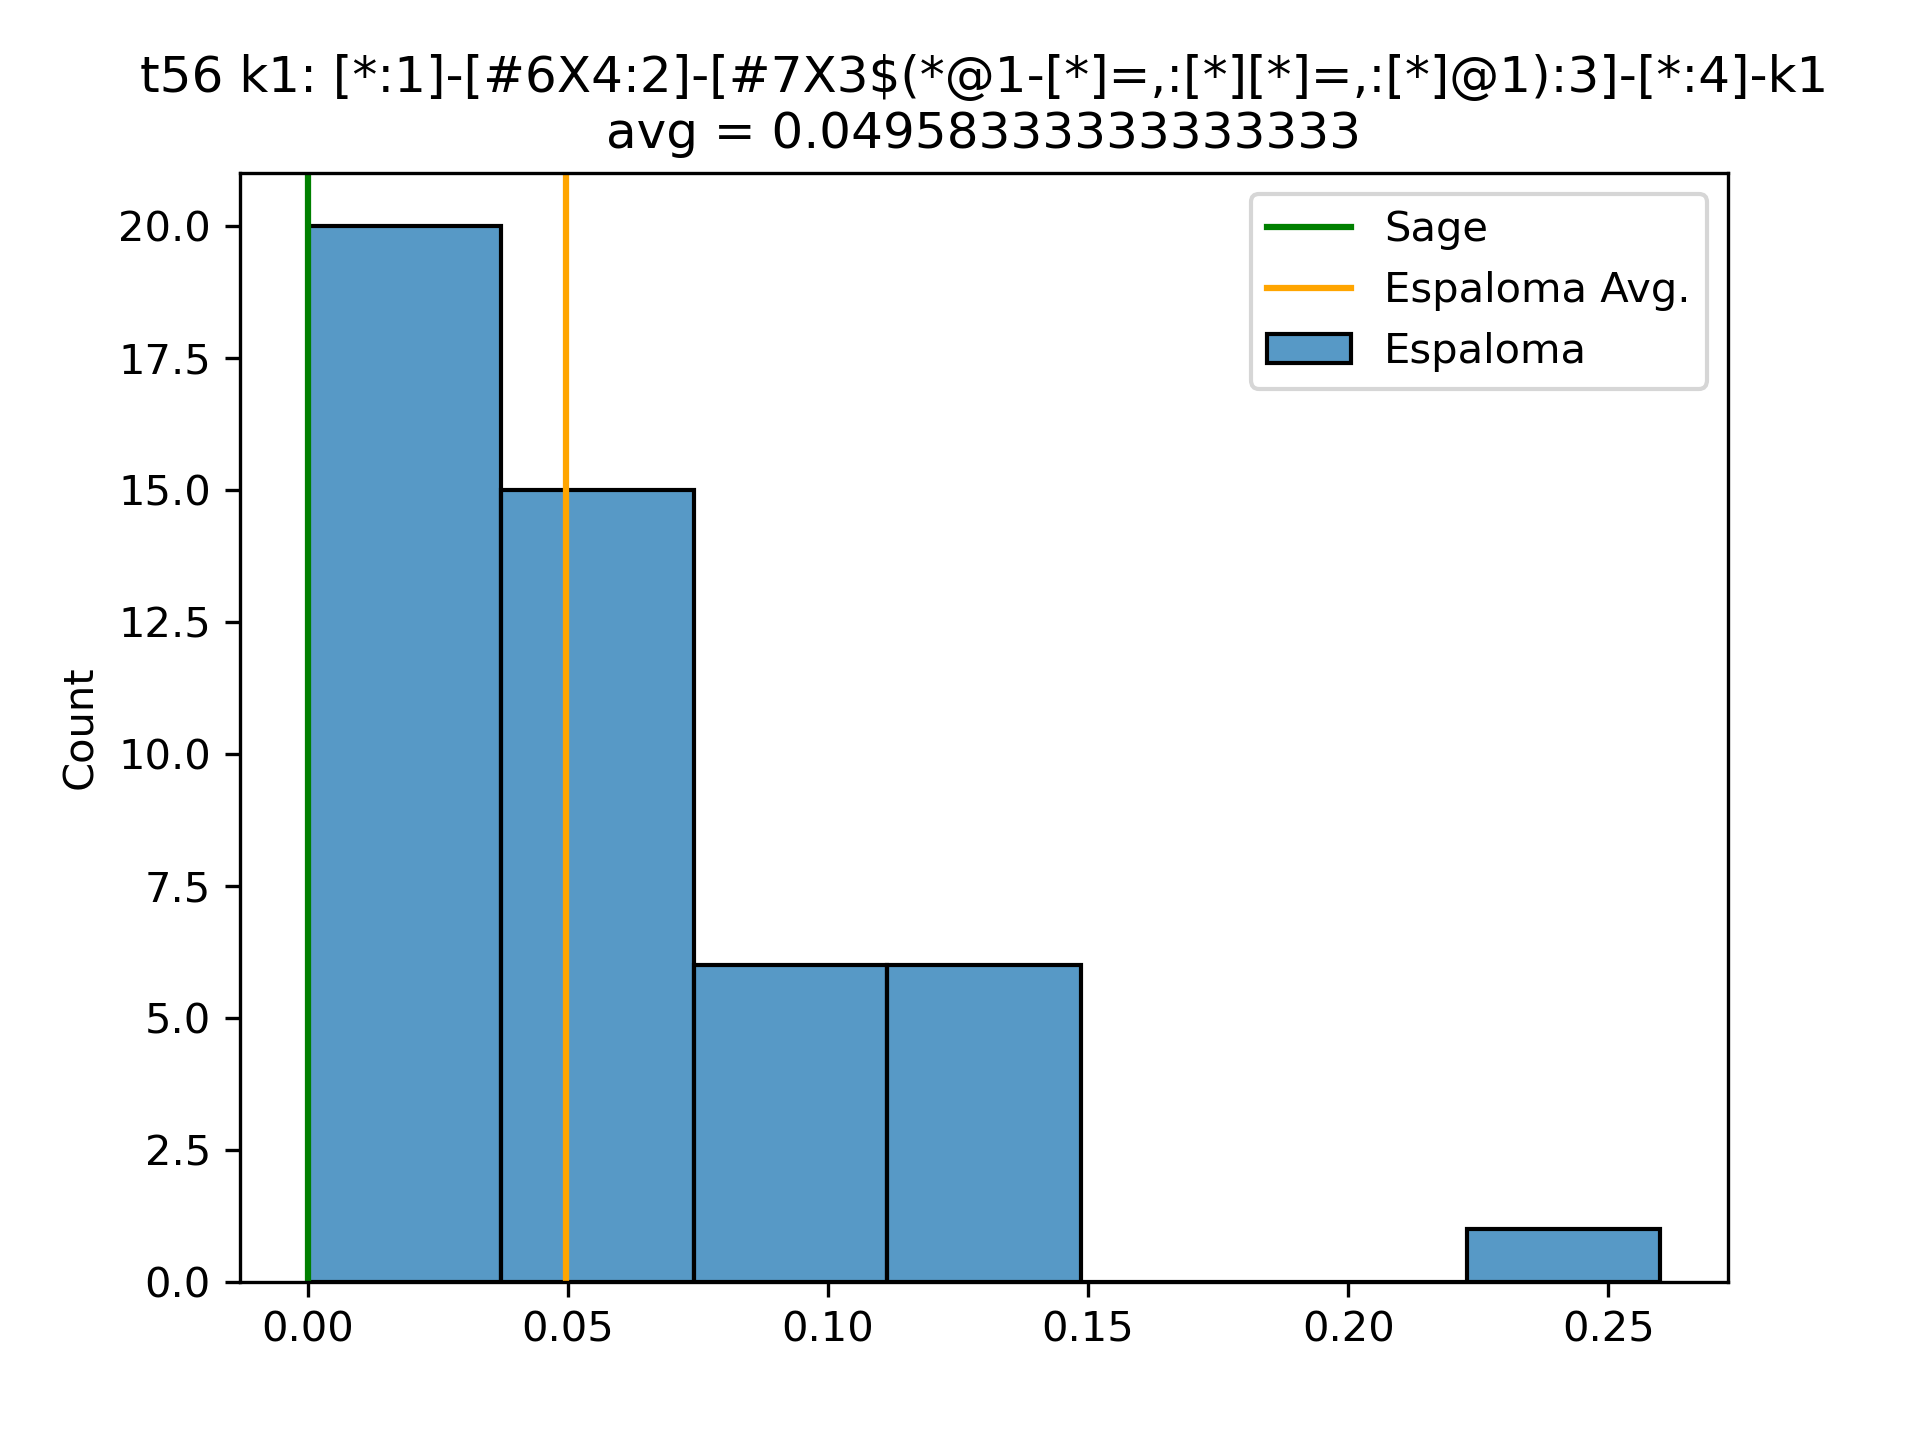 t56 k1: [*:1]-[#6X4:2]-[#7X3$(*@1-[*]=,:[*][*]=,:[*]@1):3]-[*:4]-k1
avg = 0.04958333333333333
Sage
Espaloma Avg.
Espaloma
Count
20.0
17.5
15.0
12.5
10.0
7.5
5.0
2.5
0.0
0.00
0.05
0.10
0.15
0.20
0.25